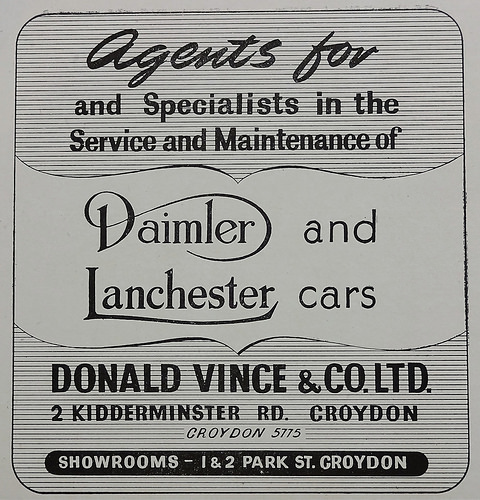 Agents for
and Specialists in the
Service and Maintenance of
Daimler and
Lanchester cars
DONALD VINCE & CO. LTD.
2 KIDDERMINSTER RD. CROYDON
CROYDON 5775
SHOWROOMS - 1 & 2 PARK ST. CROYDON